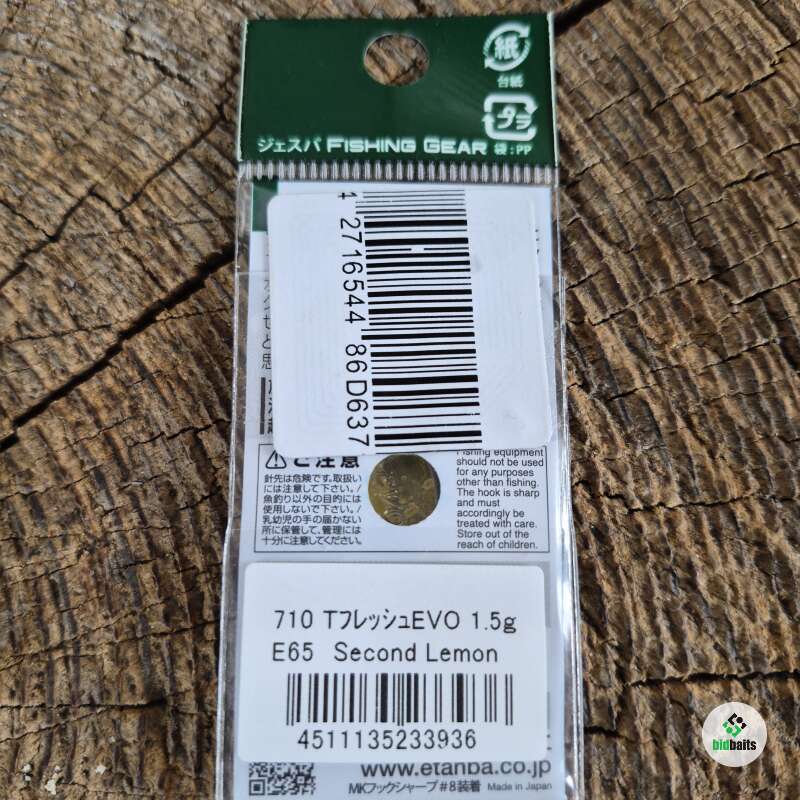 紙
台紙
プラ
ジェスパ FISHING GEAR 袋:PP
2716544 86D637
⚠ご注意
針先は危険です。取扱い
には注意して下さい。/
魚釣り以外の目的には
使用しないで下さい。/
乳幼児の手の届かない
所に保管して、管理には
十分に注意してください。
Fishing equipment
should not be used
for any purposes
other than fishing.
The hook is sharp
and must
accordingly be
treated with care.
Store out of the
reach of children.
710 TフレッシュEVO 1.5g
E65 Second Lemon
4511135233936
www.etanba.co.jp
MKフックシャープ#8装着 Made in Japan
bidbaits